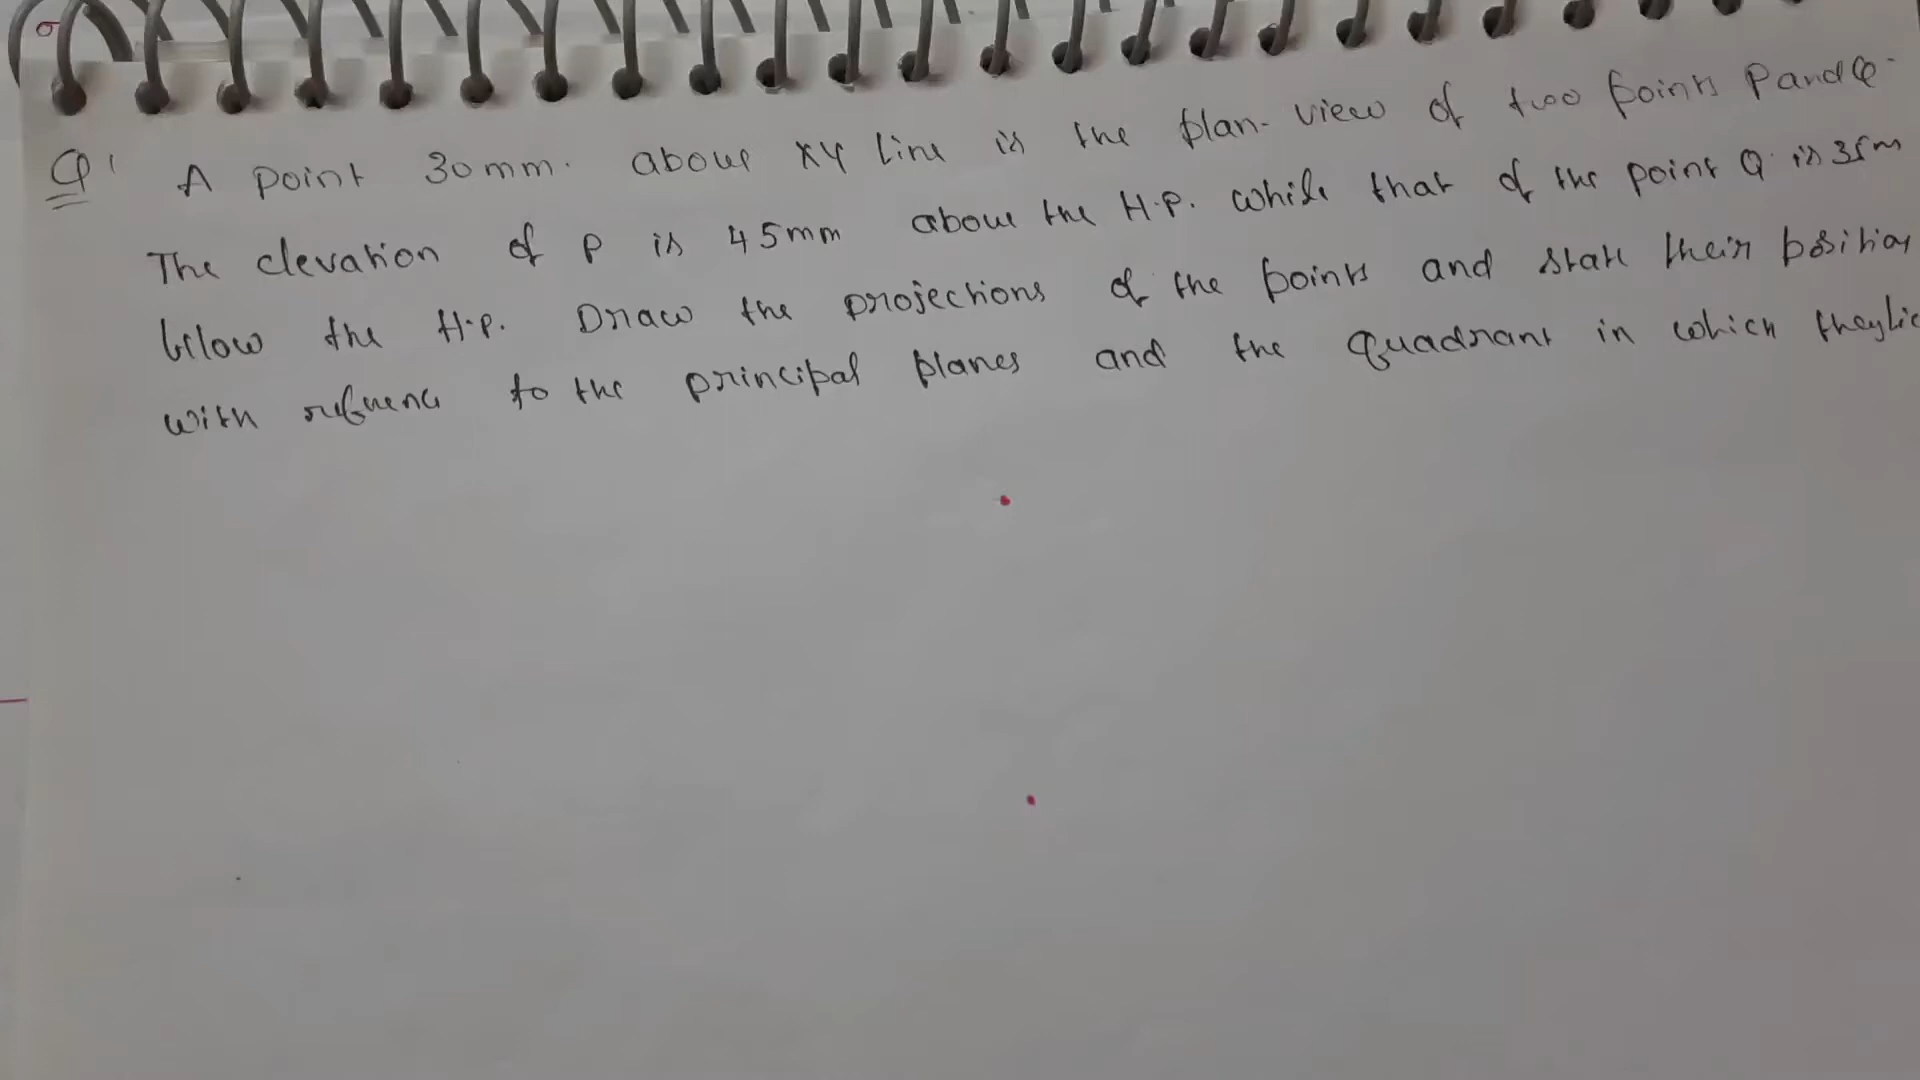 Q1 A point 30mm. above XY line is the plan-view of two points P and Q.
The elevation of P is 45mm above the H.P. while that of the point Q is 35m
below the H.P. Draw the projections of the points and state their position
with reference to the principal planes and the quadrant in which they lie